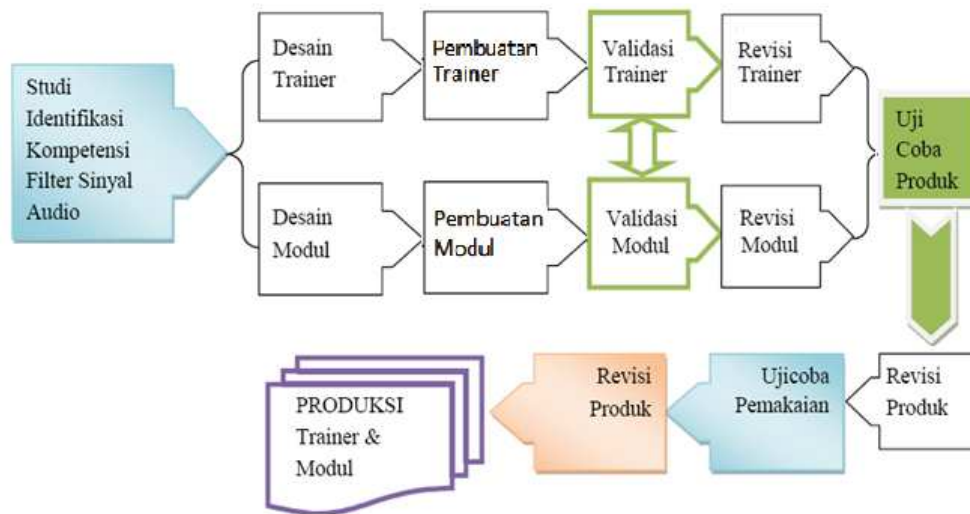 Studi
Identifikasi
Kompetensi
Filter Sinyal
Audio
Desain
Trainer
Pembuatan
Trainer
Validasi
Trainer
Revisi
Trainer
Desain
Modul
Pembuatan
Modul
Validasi
Modul
Revisi
Modul
Uji
Coba
Produk
Revisi
Produk
Ujicoba
Pemakaian
Revisi
Produk
PRODUKSI
Trainer &
Modul